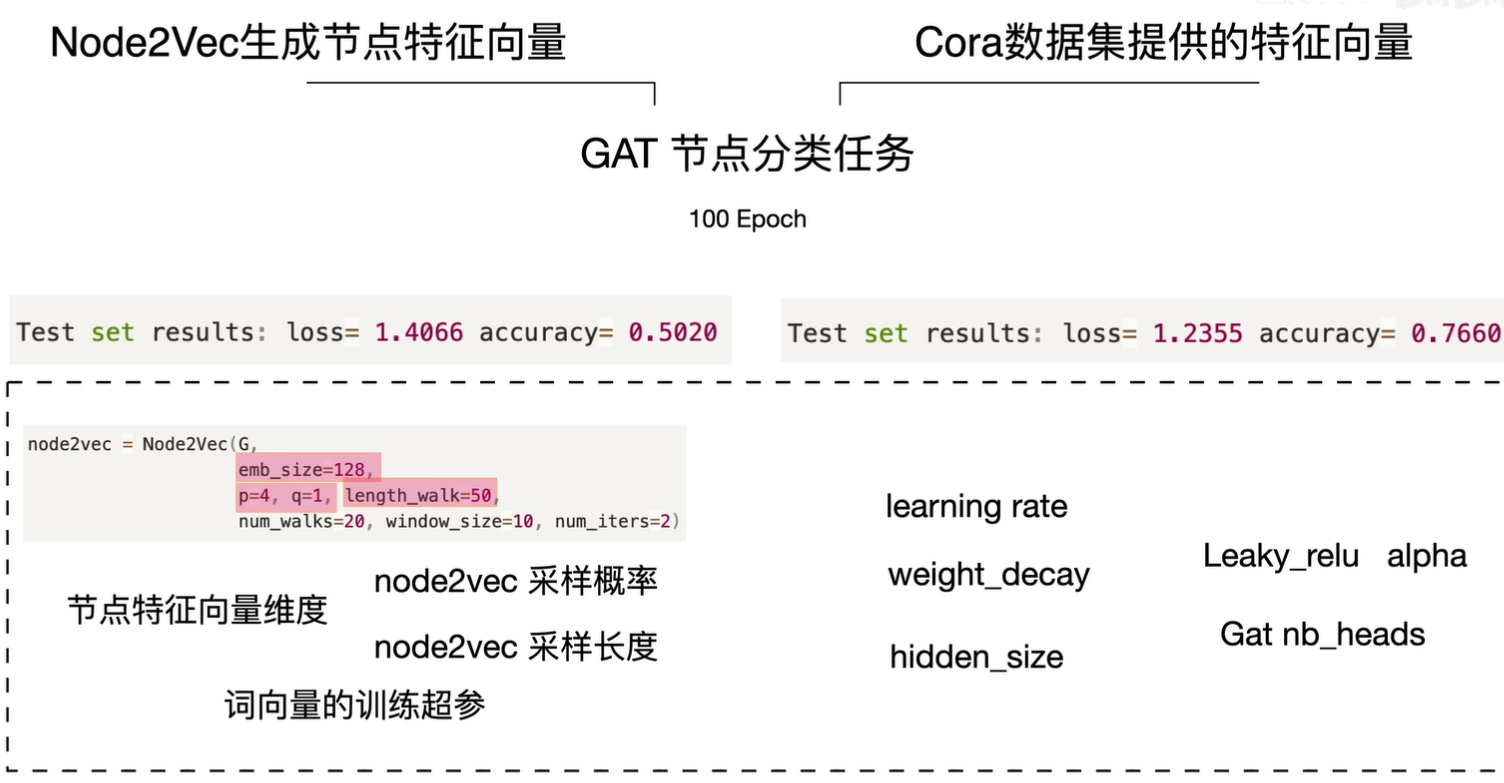 Node2Vec生成节点特征向量
Cora数据集提供的特征向量
GAT 节点分类任务
100 Epoch
Test set results: loss= 1.4066 accuracy= 0.5020
Test set results: loss= 1.2355 accuracy= 0.7660
node2vec = Node2Vec(G,
emb_size=128,
p=4, q=1, length_walk=50,
num_walks=20, window_size=10, num_iters=2)
节点特征向量维度
node2vec 采样概率
node2vec 采样长度
词向量的训练超参
learning rate
weight_decay
hidden_size
Leaky_relu alpha
Gat nb_heads